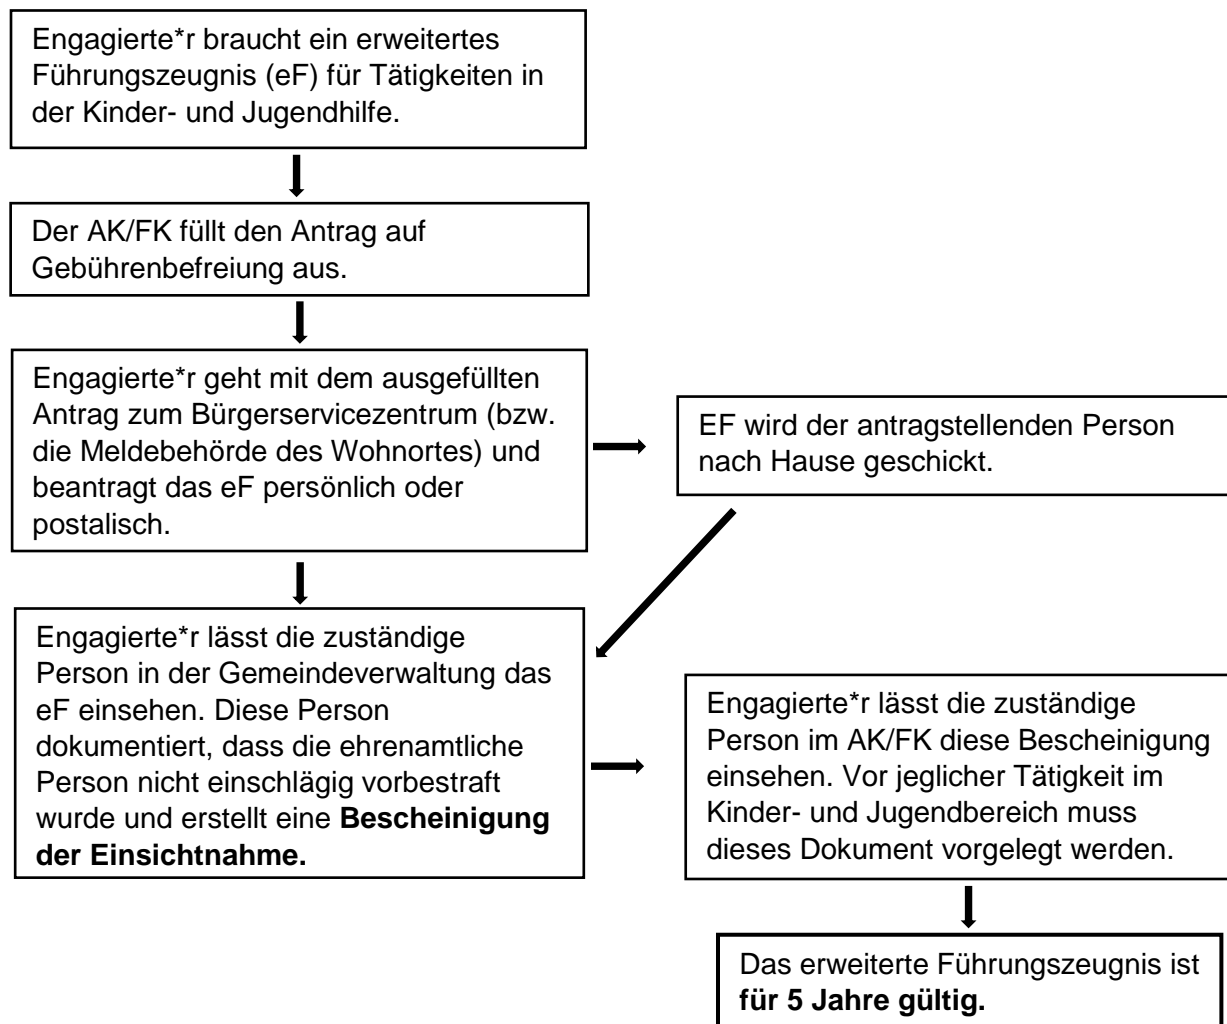 Engagierte*r braucht ein erweitertes
Führungszeugnis (eF) für Tätigkeiten in
der Kinder- und Jugendhilfe.
Der AK/FK füllt den Antrag auf
Gebührenbefreiung aus.
Engagierte*r geht mit dem ausgefüllten
Antrag zum Bürgerservicezentrum (bzw.
die Meldebehörde des Wohnortes) und
beantragt das eF persönlich oder
postalisch.
EF wird der antragstellenden Person
nach Hause geschickt.
Engagierte*r lässt die zuständige
Person in der Gemeindeverwaltung das
eF einsehen. Diese Person
dokumentiert, dass die ehrenamtliche
Person nicht einschlägig vorbestraft
wurde und erstellt eine Bescheinigung
der Einsichtnahme.
Engagierte*r lässt die zuständige
Person im AK/FK diese Bescheinigung
einsehen. Vor jeglicher Tätigkeit im
Kinder- und Jugendbereich muss
dieses Dokument vorgelegt werden.
Das erweiterte Führungszeugnis ist
für 5 Jahre gültig.